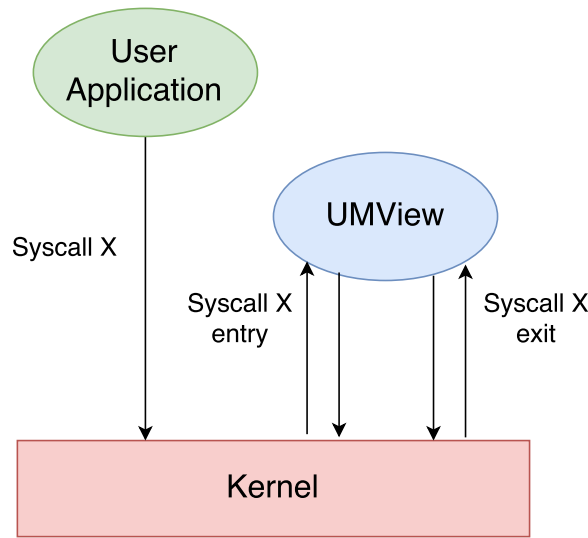 User
Application
UMView
Syscall X
Syscall X
entry
Syscall X
exit
Kernel